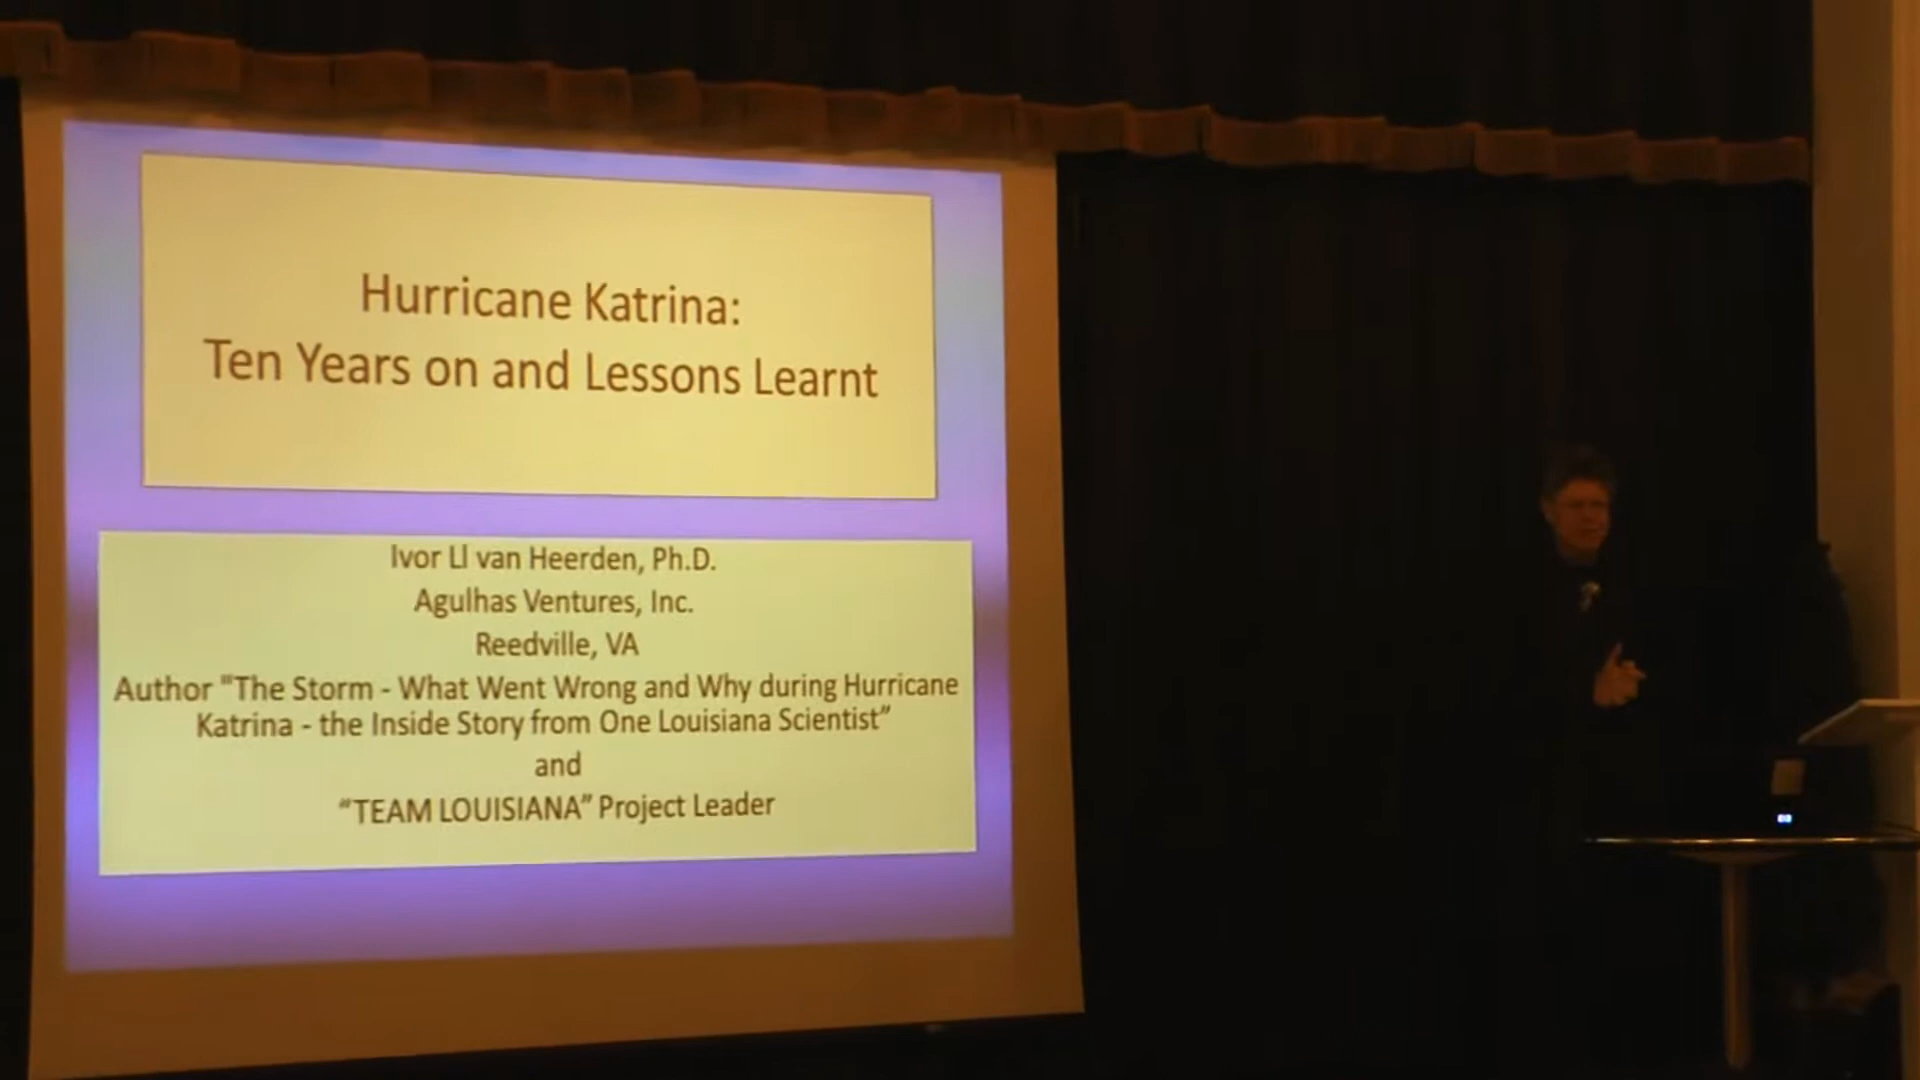 Hurricane Katrina:
Ten Years on and Lessons Learnt
Ivor Ll van Heerden, Ph.D.
Agulhas Ventures, Inc.
Reedville, VA
Author "The Storm - What Went Wrong and Why during Hurricane
Katrina - the Inside Story from One Louisiana Scientist”
and
“TEAM LOUISIANA” Project Leader